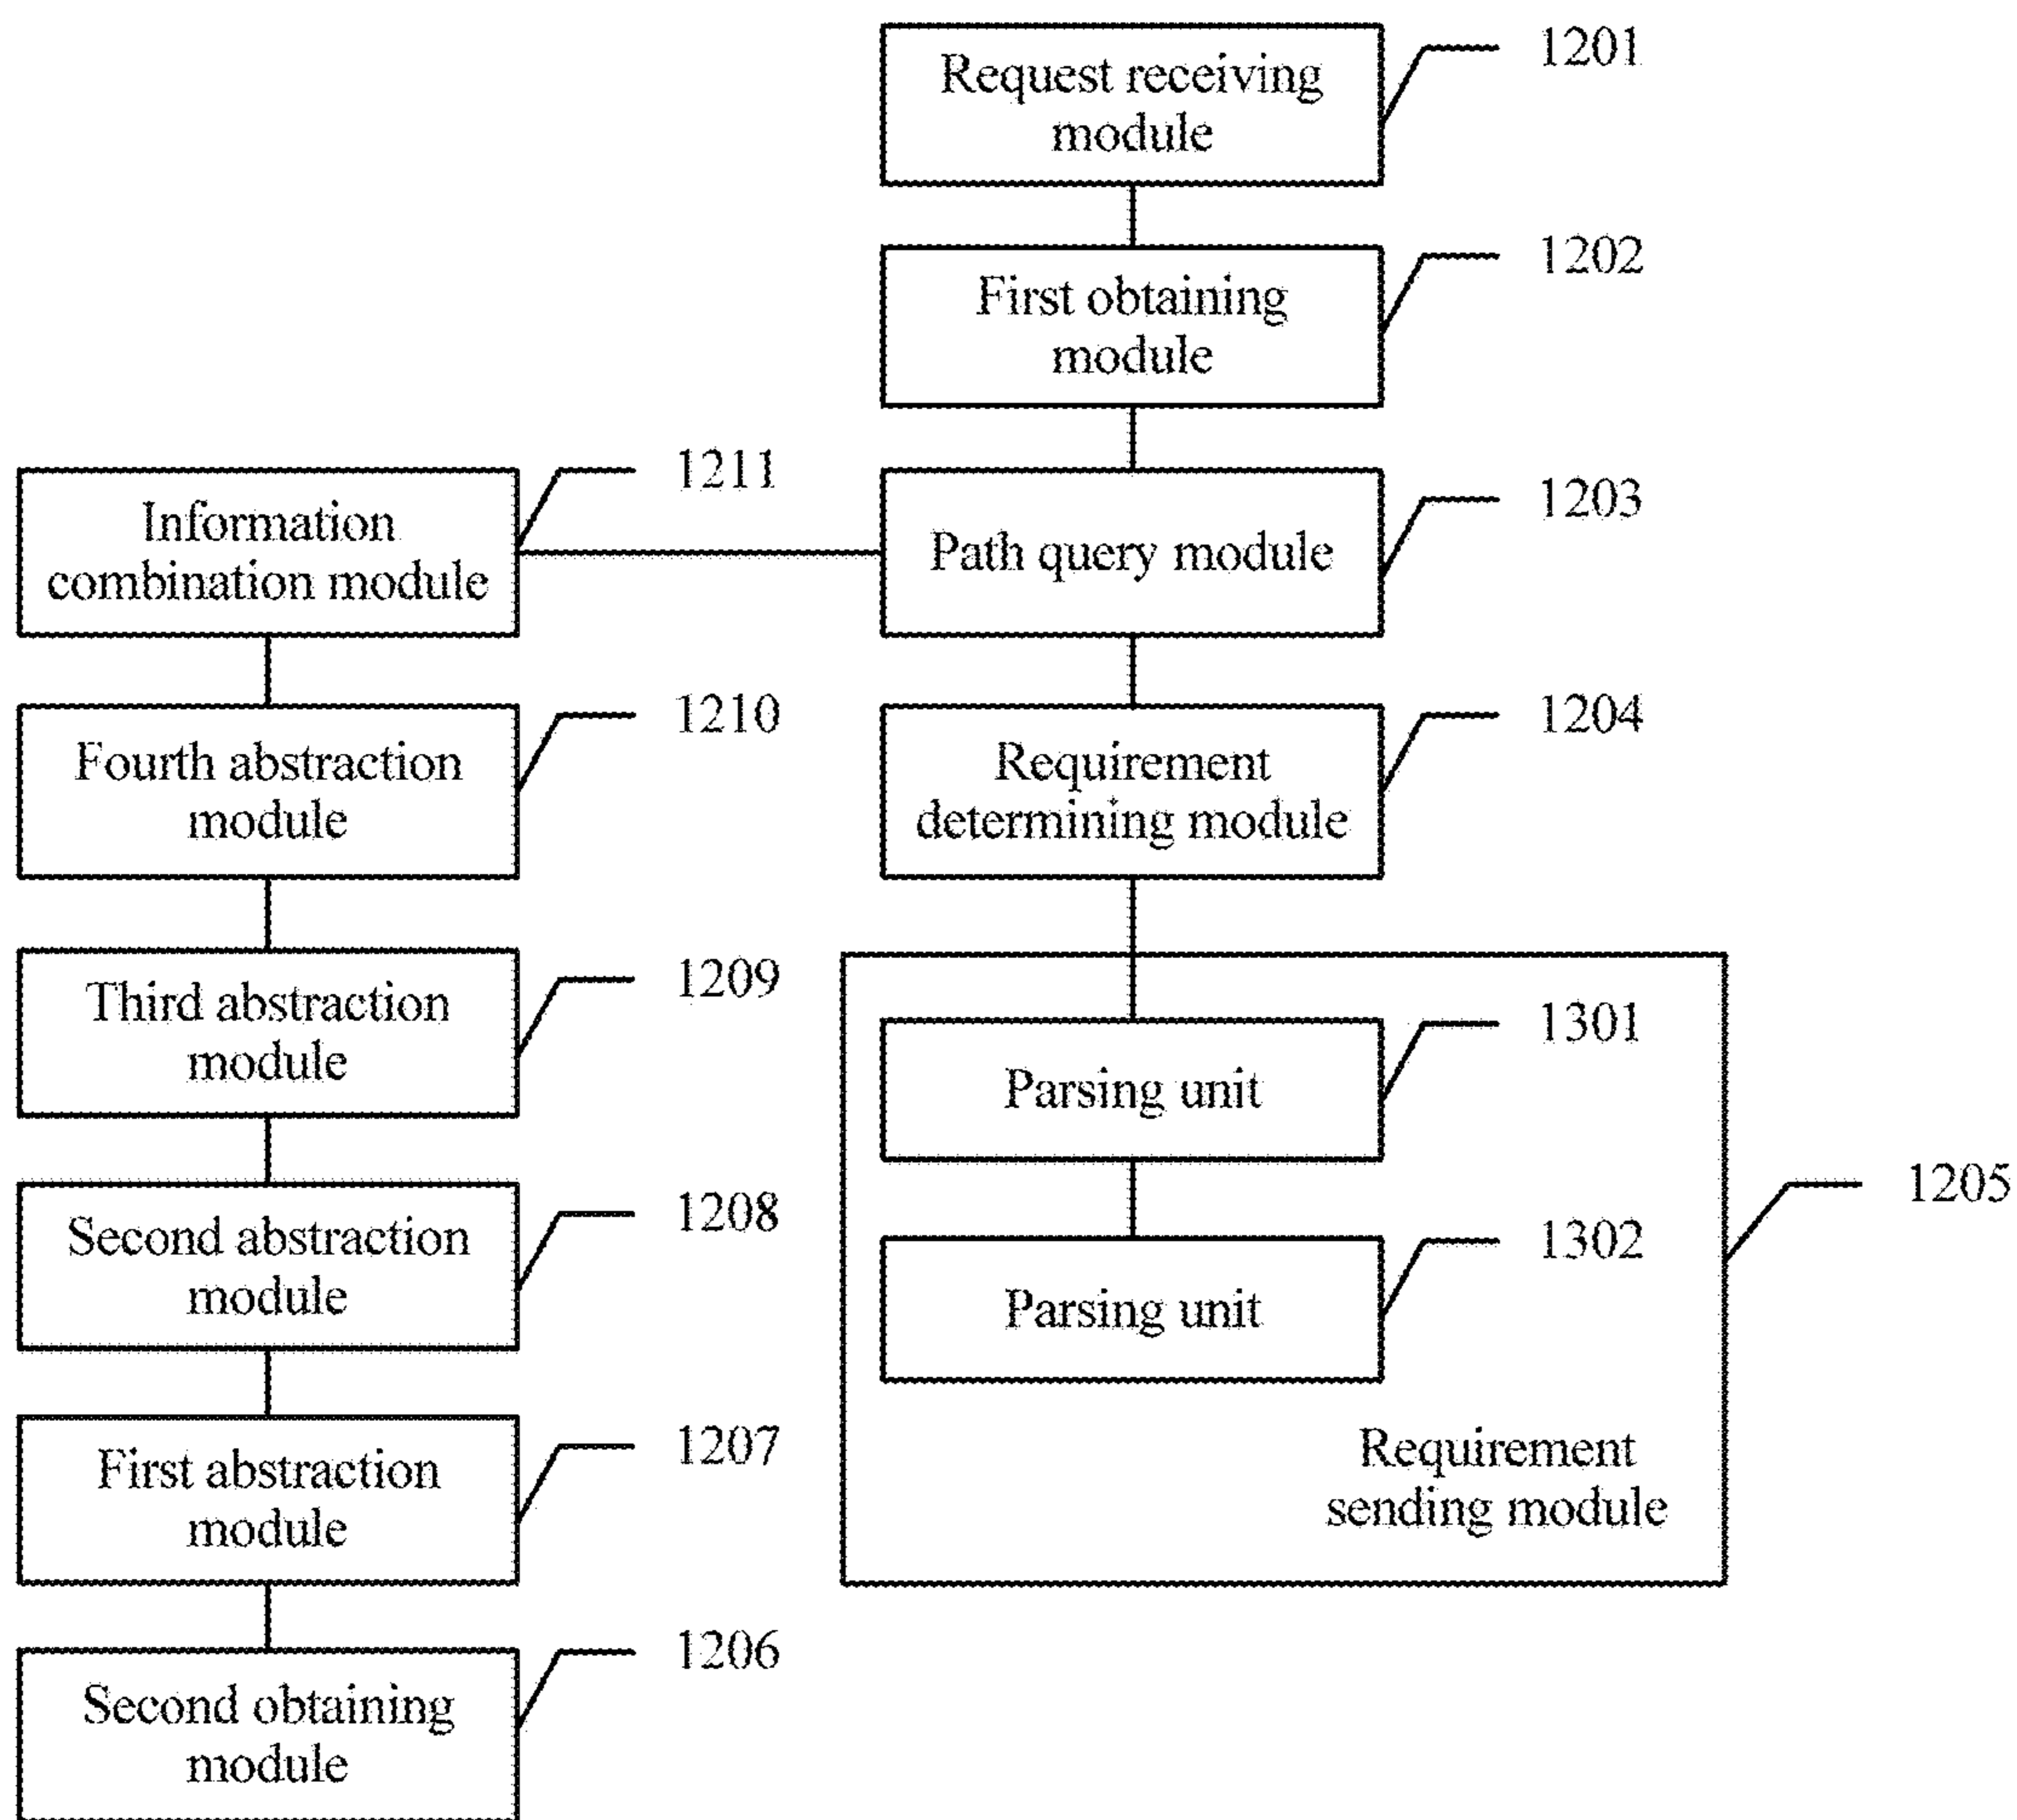 Request receiving
module
1201
First obtaining
module
1202
Information
combination module
1211
Path query module
1203
Fourth abstraction
module
1210
Requirement
determining module
1204
Third abstraction
module
1209
Parsing unit
1301
Second abstraction
module
1208
Parsing unit
1302
1205
First abstraction
module
1207
Requirement
sending module
Second obtaining
module
1206